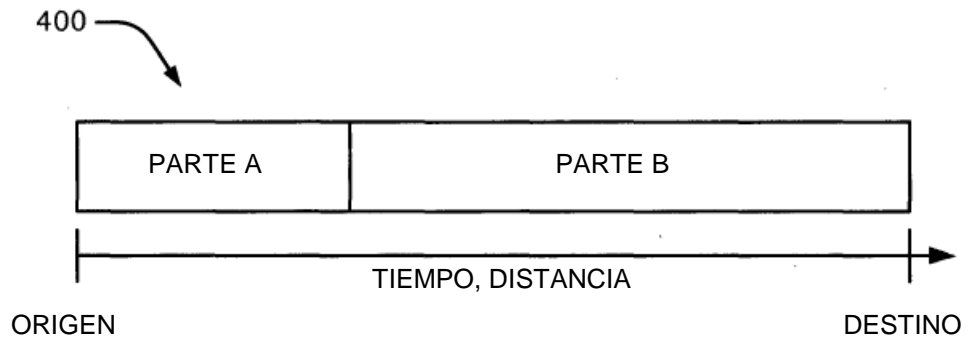 400
PARTE A
PARTE B
TIEMPO, DISTANCIA
ORIGEN
DESTINO